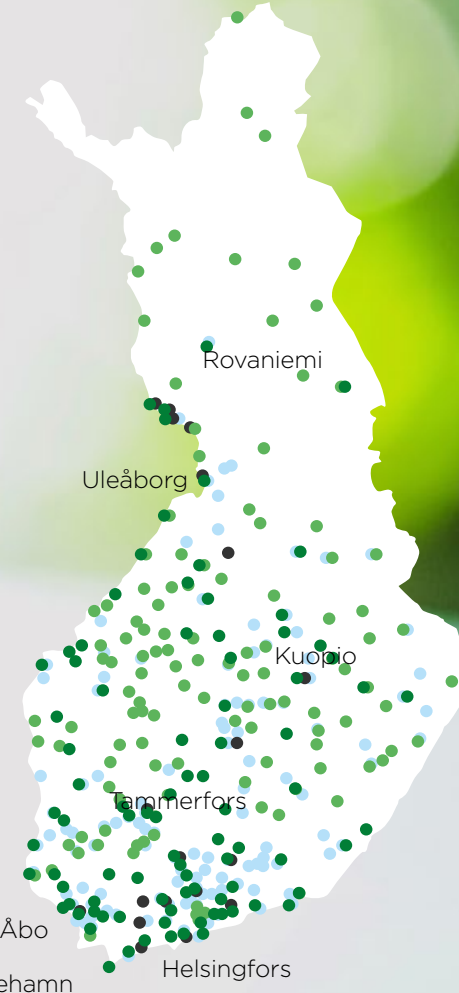 Rovaniemi
Uleåborg
Kuopio
Tammerfors
Åbo
Helsingfors
ehamn